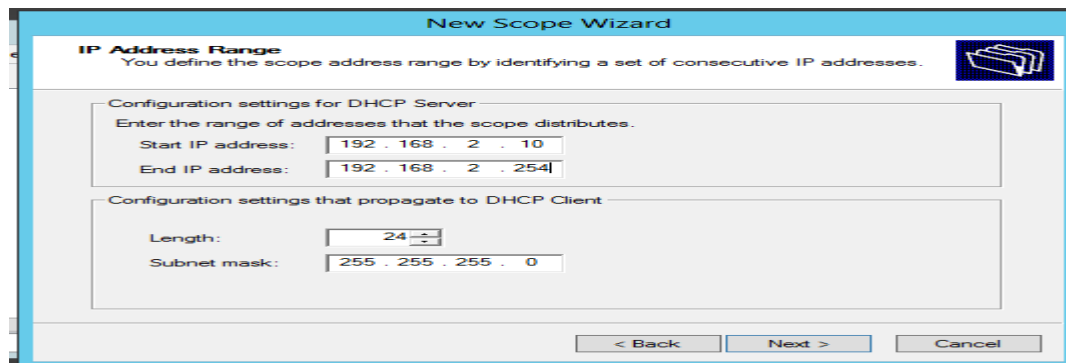 New Scope Wizard
IP Address Range
You define the scope address range by identifying a set of consecutive IP addresses.
Configuration settings for DHCP Server
Enter the range of addresses that the scope distributes.
Start IP address: 192 . 168 . 2 . 10
End IP address: 192 . 168 . 2 . 254
Configuration settings that propagate to DHCP Client
Length: 24
Subnet mask: 255 . 255 . 255 . 0
< Back Next > Cancel